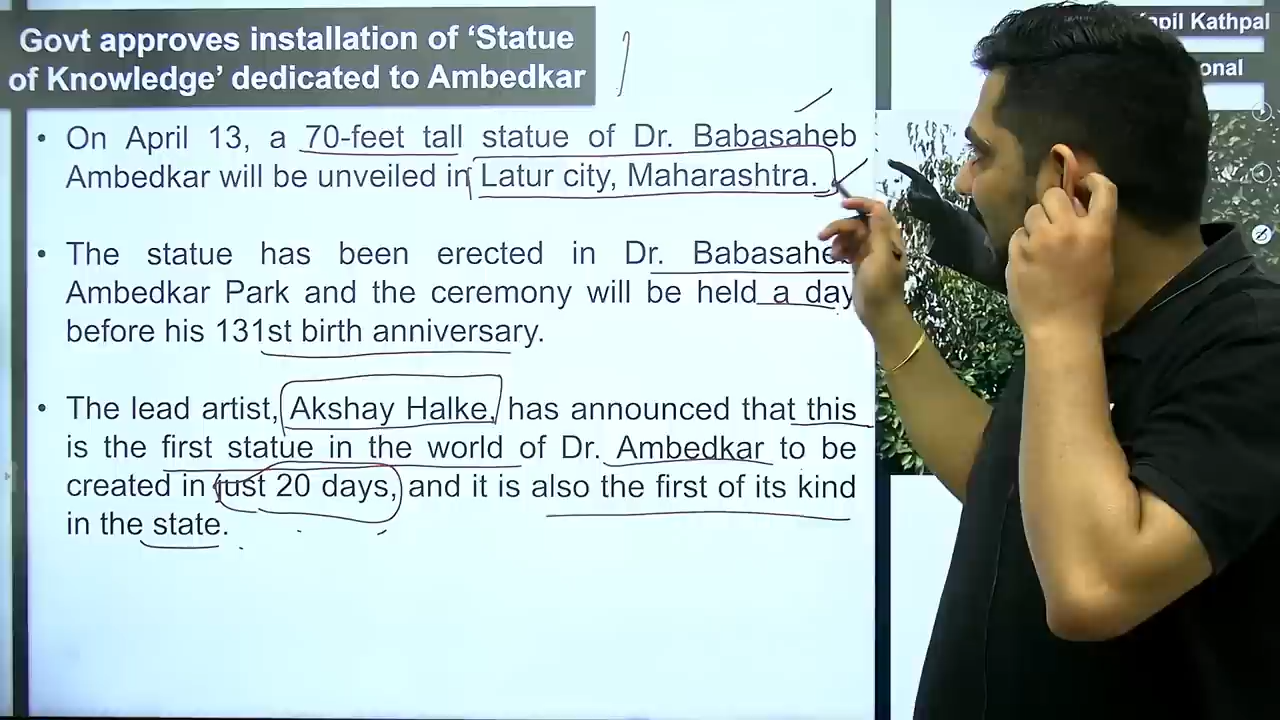 Govt approves installation of ‘Statue
of Knowledge’ dedicated to Ambedkar
Kapil Kathpal
• On April 13, a 70-feet tall statue of Dr. Babasaheb
Ambedkar will be unveiled in Latur city, Maharashtra.
• The statue has been erected in Dr. Babasaheb
Ambedkar Park and the ceremony will be held a day
before his 131st birth anniversary.
• The lead artist, Akshay Halke, has announced that this
is the first statue in the world of Dr. Ambedkar to be
created in just 20 days, and it is also the first of its kind
in the state.